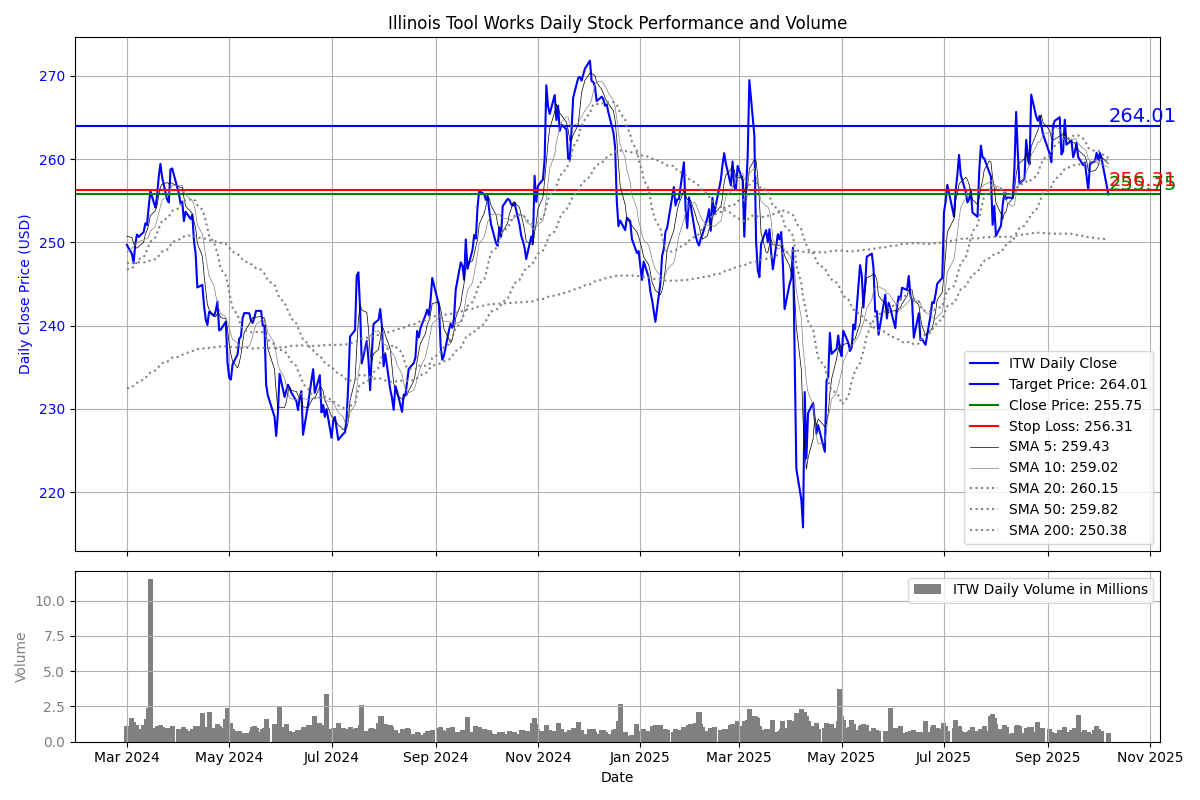 Illinois Tool Works Daily Stock Performance and Volume
Daily Close Price (USD)
270
260
250
240
230
220
264.01
256.31
255.75
ITW Daily Close
Target Price: 264.01
Close Price: 255.75
Stop Loss: 256.31
SMA 5: 259.43
SMA 10: 259.02
SMA 20: 260.15
SMA 50: 259.82
SMA 200: 250.38
Volume
10.0
7.5
5.0
2.5
0.0
ITW Daily Volume in Millions
Mar 2024 May 2024 Jul 2024 Sep 2024 Nov 2024 Jan 2025 Mar 2025 May 2025 Jul 2025 Sep 2025 Nov 2025
Date